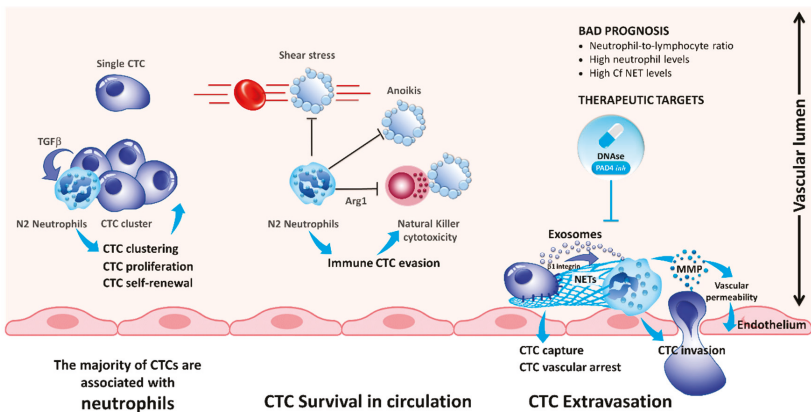 Single CTC
TGFβ
N2 Neutrophils
CTC cluster
CTC clustering
CTC proliferation
CTC self-renewal
The majority of CTCs are
associated with
neutrophils
Shear stress
Anoikis
Arg1
N2 Neutrophils
Natural Killer
cytotoxicity
Immune CTC evasion
CTC Survival in circulation
BAD PROGNOSIS
• Neutrophil-to-lymphocyte ratio
• High neutrophil levels
• High Cf NET levels
THERAPEUTIC TARGETS
DNAse
PAD4 inh
Exosomes
β1 integrin
NETs
MMP
Vascular
permeability
Endothelium
CTC capture
CTC vascular arrest
CTC invasion
CTC Extravasation
Vascular lumen